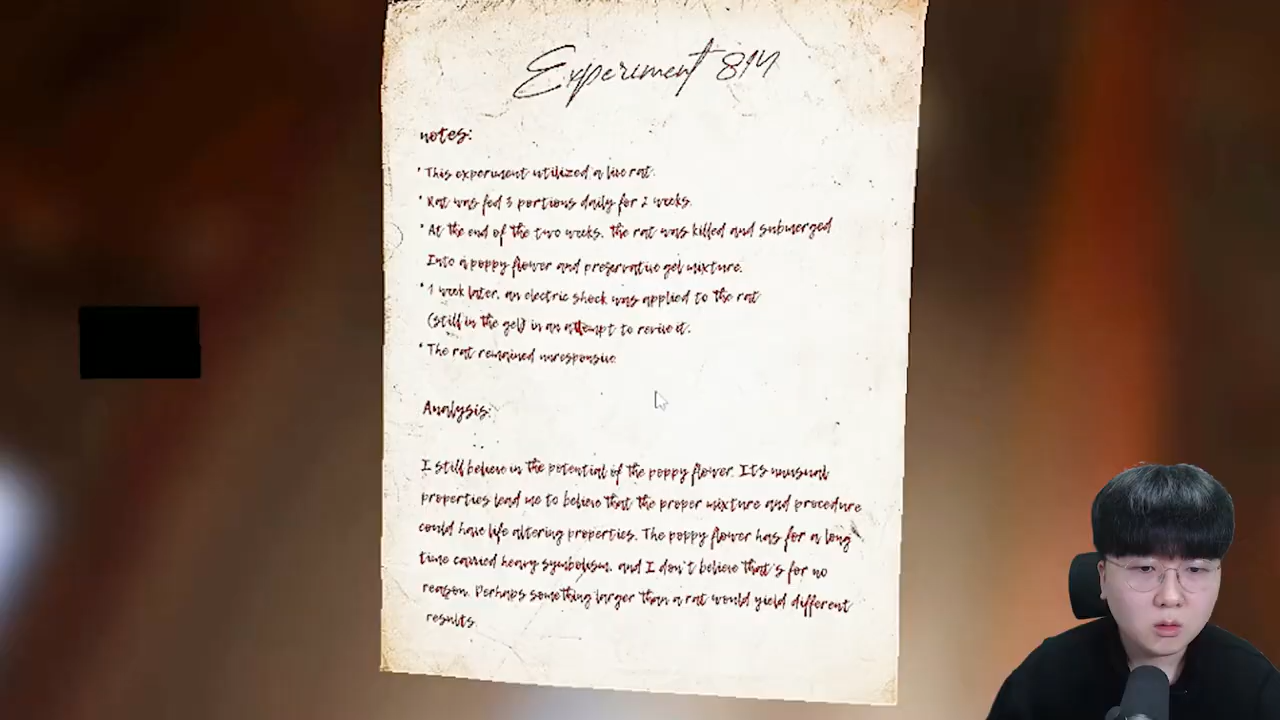 Experiment 814
notes:
* This experiment utilized a live rat.
* Rat was fed 3 portions daily for 2 weeks.
* At the end of the two weeks, the rat was killed and submerged
Into a poppy flower and preservative gel mixture.
* 1 week later, an electric shock was applied to the rat
(still in the gel) in an attempt to revive it.
* The rat remained unresponsive
Analysis:
I still believe in the potential of the poppy flower. It's unusual
properties lead me to believe that the proper mixture and procedure
could have life altering properties. The poppy flower has for a long
time carried heavy symbolism, and I don't believe that's for no
reason. Perhaps something larger than a rat would yield different
results.